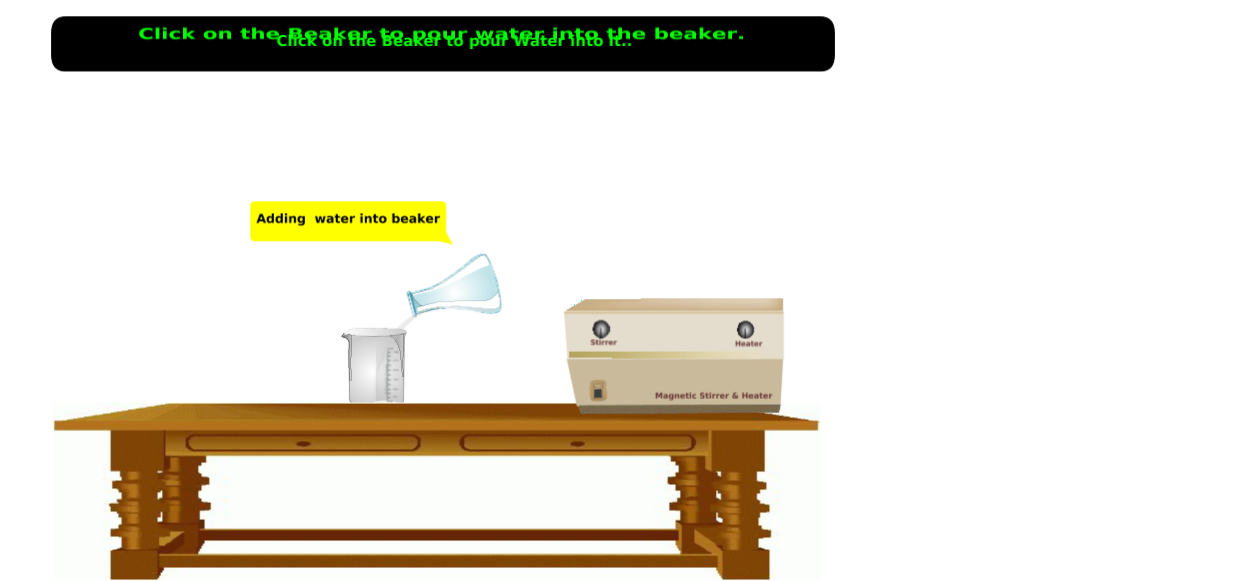 Click on the Beaker to pour water into the beaker.
Click on the Beaker to pour Water into it..
Adding  water into beaker
Stirrer
Heater
Magnetic Stirrer & Heater